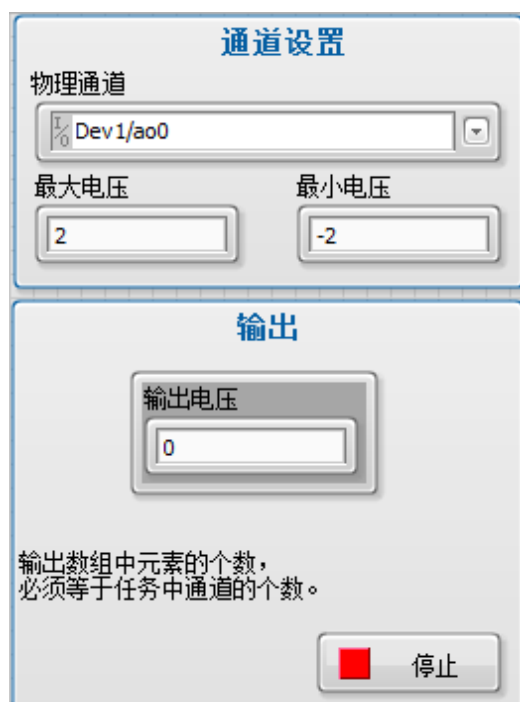 通道设置
物理通道
I/O Dev1/ao0
最大电压 最小电压
2 -2
输出
输出电压
0
输出数组中元素的个数，
必须等于任务中通道的个数。
停止